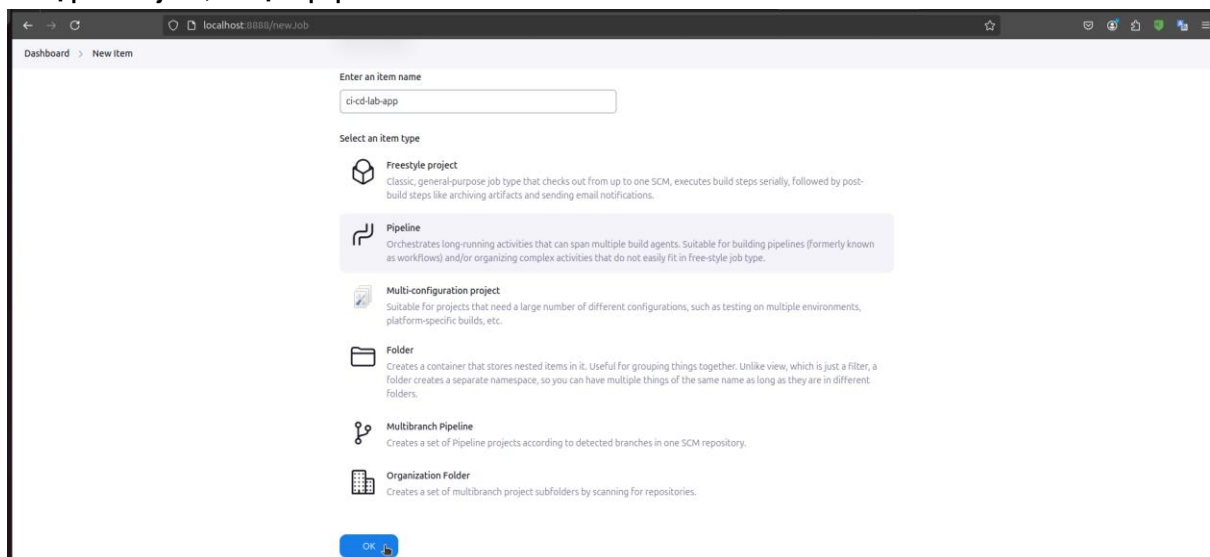 localhost:8888/newJob
Dashboard > New Item
Enter an item name
ci-cd-lab-app
Select an item type
Freestyle project
Classic, general-purpose job type that checks out from up to one SCM, executes build steps serially, followed by post-
build steps like archiving artifacts and sending email notifications.
Pipeline
Orchestrates long-running activities that can span multiple build agents. Suitable for building pipelines (formerly known
as workflows) and/or organizing complex activities that do not easily fit in free-style job type.
Multi-configuration project
Suitable for projects that need a large number of different configurations, such as testing on multiple environments,
platform-specific builds, etc.
Folder
Creates a container that stores nested items in it. Useful for grouping things together. Unlike view, which is just a filter, a
folder creates a separate namespace, so you can have multiple things of the same name as long as they are in different
folders.
Multibranch Pipeline
Creates a set of Pipeline projects according to detected branches in one SCM repository.
Organization Folder
Creates a set of multibranch project subfolders by scanning for repositories.
OK